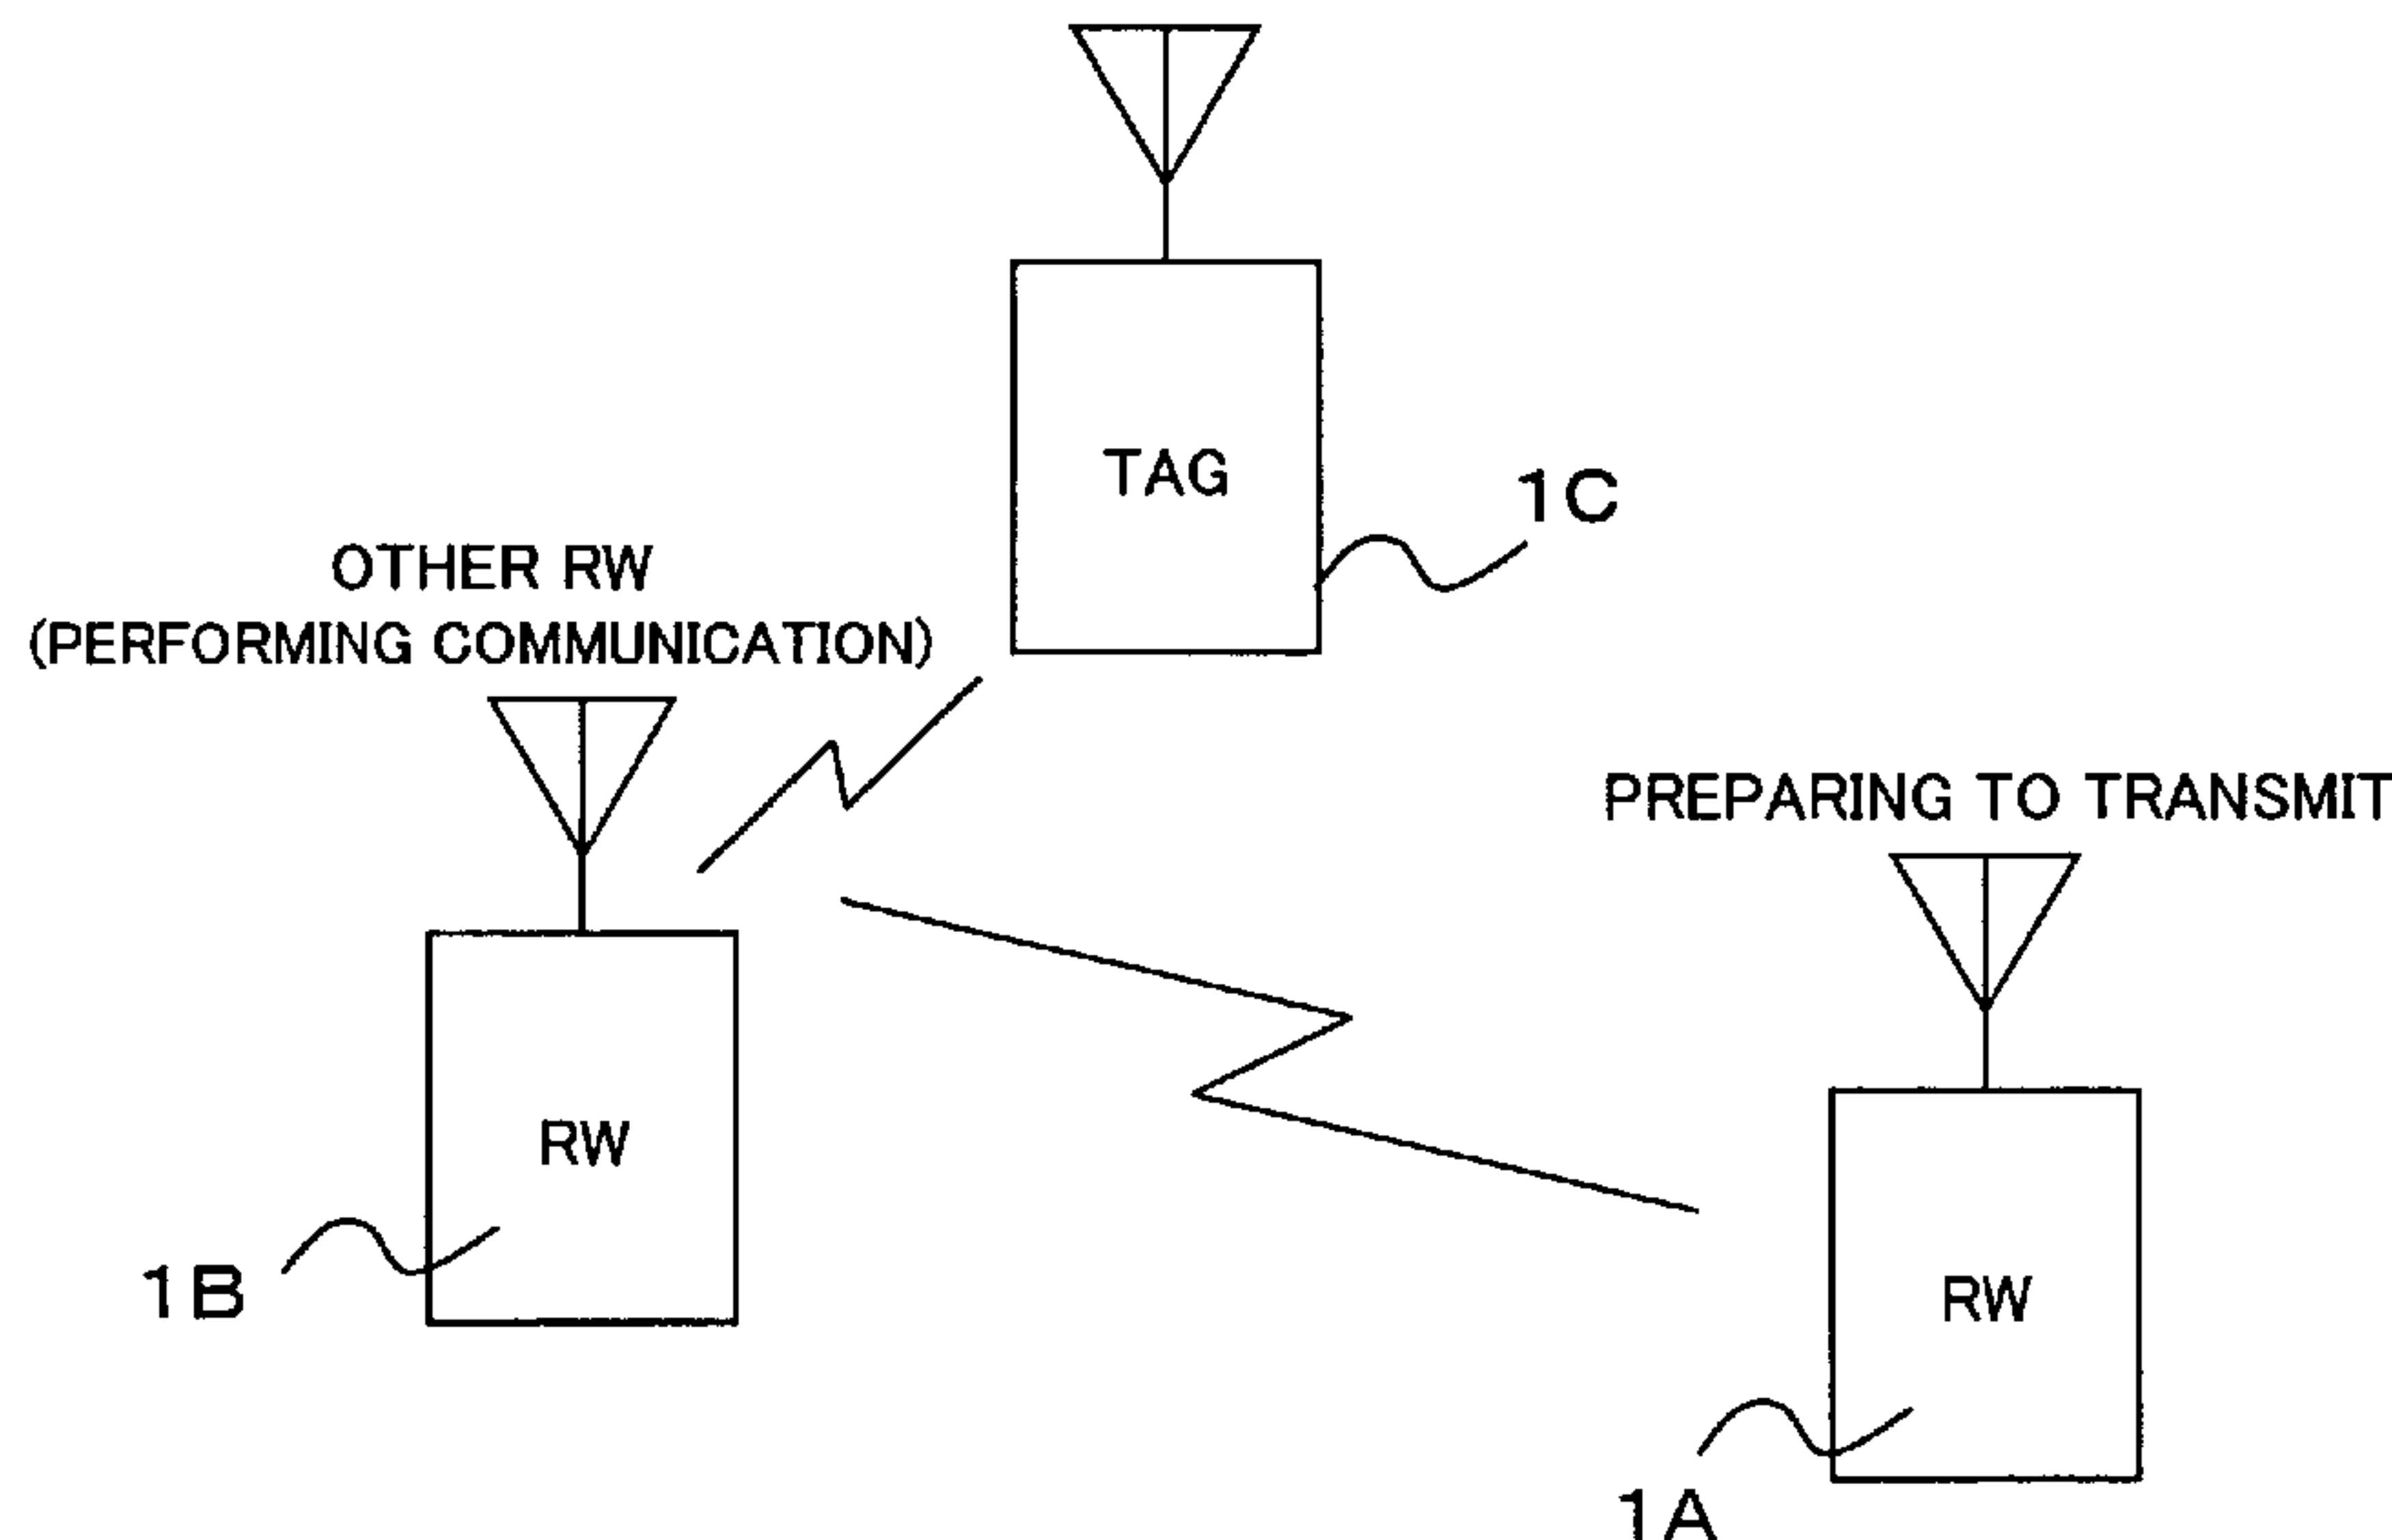 TAG
1C
OTHER RW
(PERFORMING COMMUNICATION)
PREPARING TO TRANSMIT
RW
1B
RW
1A